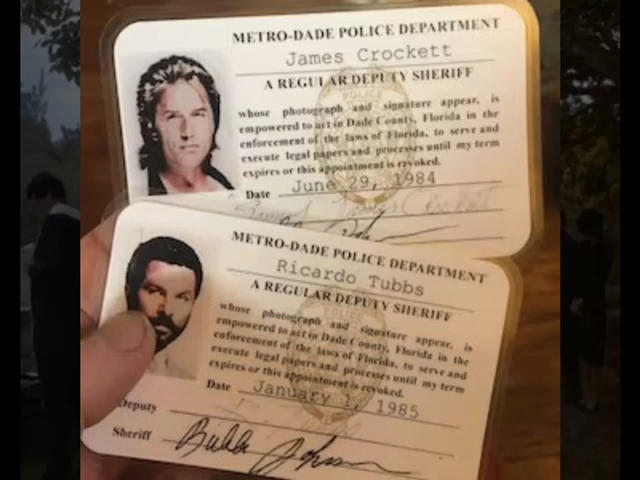 METRO-DADE POLICE DEPARTMENT
James Crockett
A REGULAR DEPUTY SHERIFF
whose photograph and signature appear, is
empowered to act in Dade County, Florida in the
enforcement of the laws of Florida, to serve and
execute legal papers and processes until my term
expires or this appointment is revoked.
Date June 29, 1984
METRO-DADE POLICE DEPARTMENT
Ricardo Tubbs
A REGULAR DEPUTY SHERIFF
whose photograph and signature appear, is
empowered to act in Dade County, Florida in the
enforcement of the laws of Florida, to serve and
execute legal papers and processes until my term
expires or this appointment is revoked.
Date January 1, 1985
Deputy
Sheriff